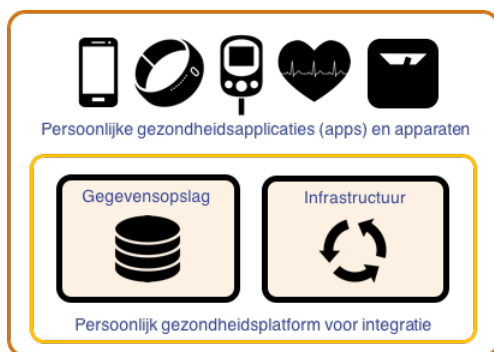 Persoonlijke gezondheidsapplicaties (apps) en apparaten
Gegevensopslag
Infrastructuur
Persoonlijk gezondheidsplatform voor integratie